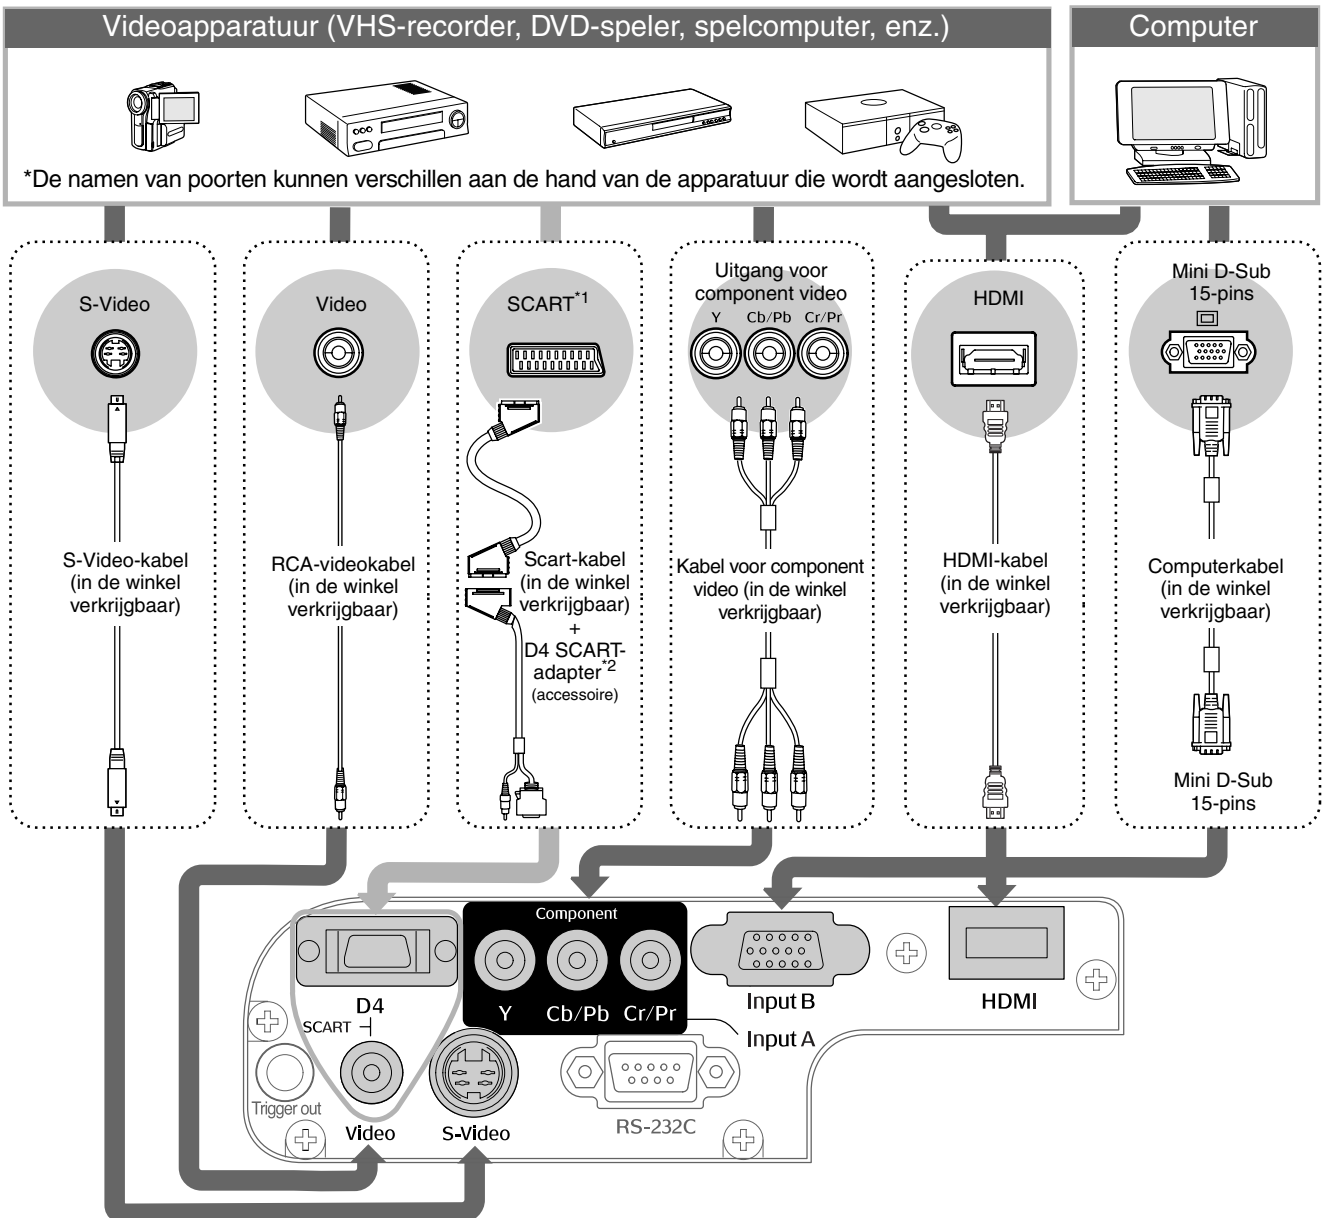 Videoapparatuur (VHS-recorder, DVD-speler, spelcomputer, enz.)
Computer
*De namen van poorten kunnen verschillen aan de hand van de apparatuur die wordt aangesloten.
S-Video
Video
SCART*1
Uitgang voor
component video
Y Cb/Pb Cr/Pr
HDMI
Mini D-Sub
15-pins
S-Video-kabel
(in de winkel
verkrijgbaar)
RCA-videokabel
(in de winkel
verkrijgbaar)
Scart-kabel
(in de winkel
verkrijgbaar)
+
D4 SCART-
adapter*2
(accessoire)
Kabel voor component
video (in de winkel
verkrijgbaar)
HDMI-kabel
(in de winkel
verkrijgbaar)
Computerkabel
(in de winkel
verkrijgbaar)
Mini D-Sub
15-pins
Component
Y Cb/Pb Cr/Pr
D4
SCART
Input B
Input A
HDMI
Trigger out
Video
S-Video
RS-232C